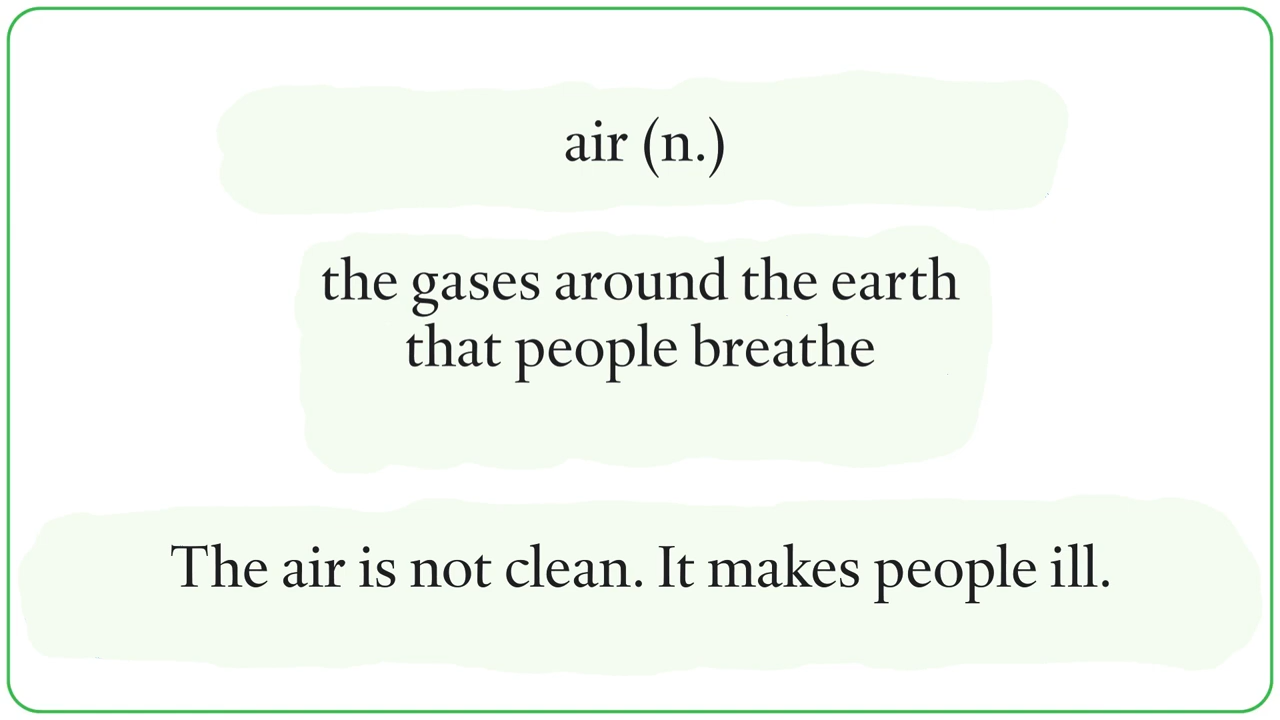 air (n.)
the gases around the earth
that people breathe
The air is not clean. It makes people ill.